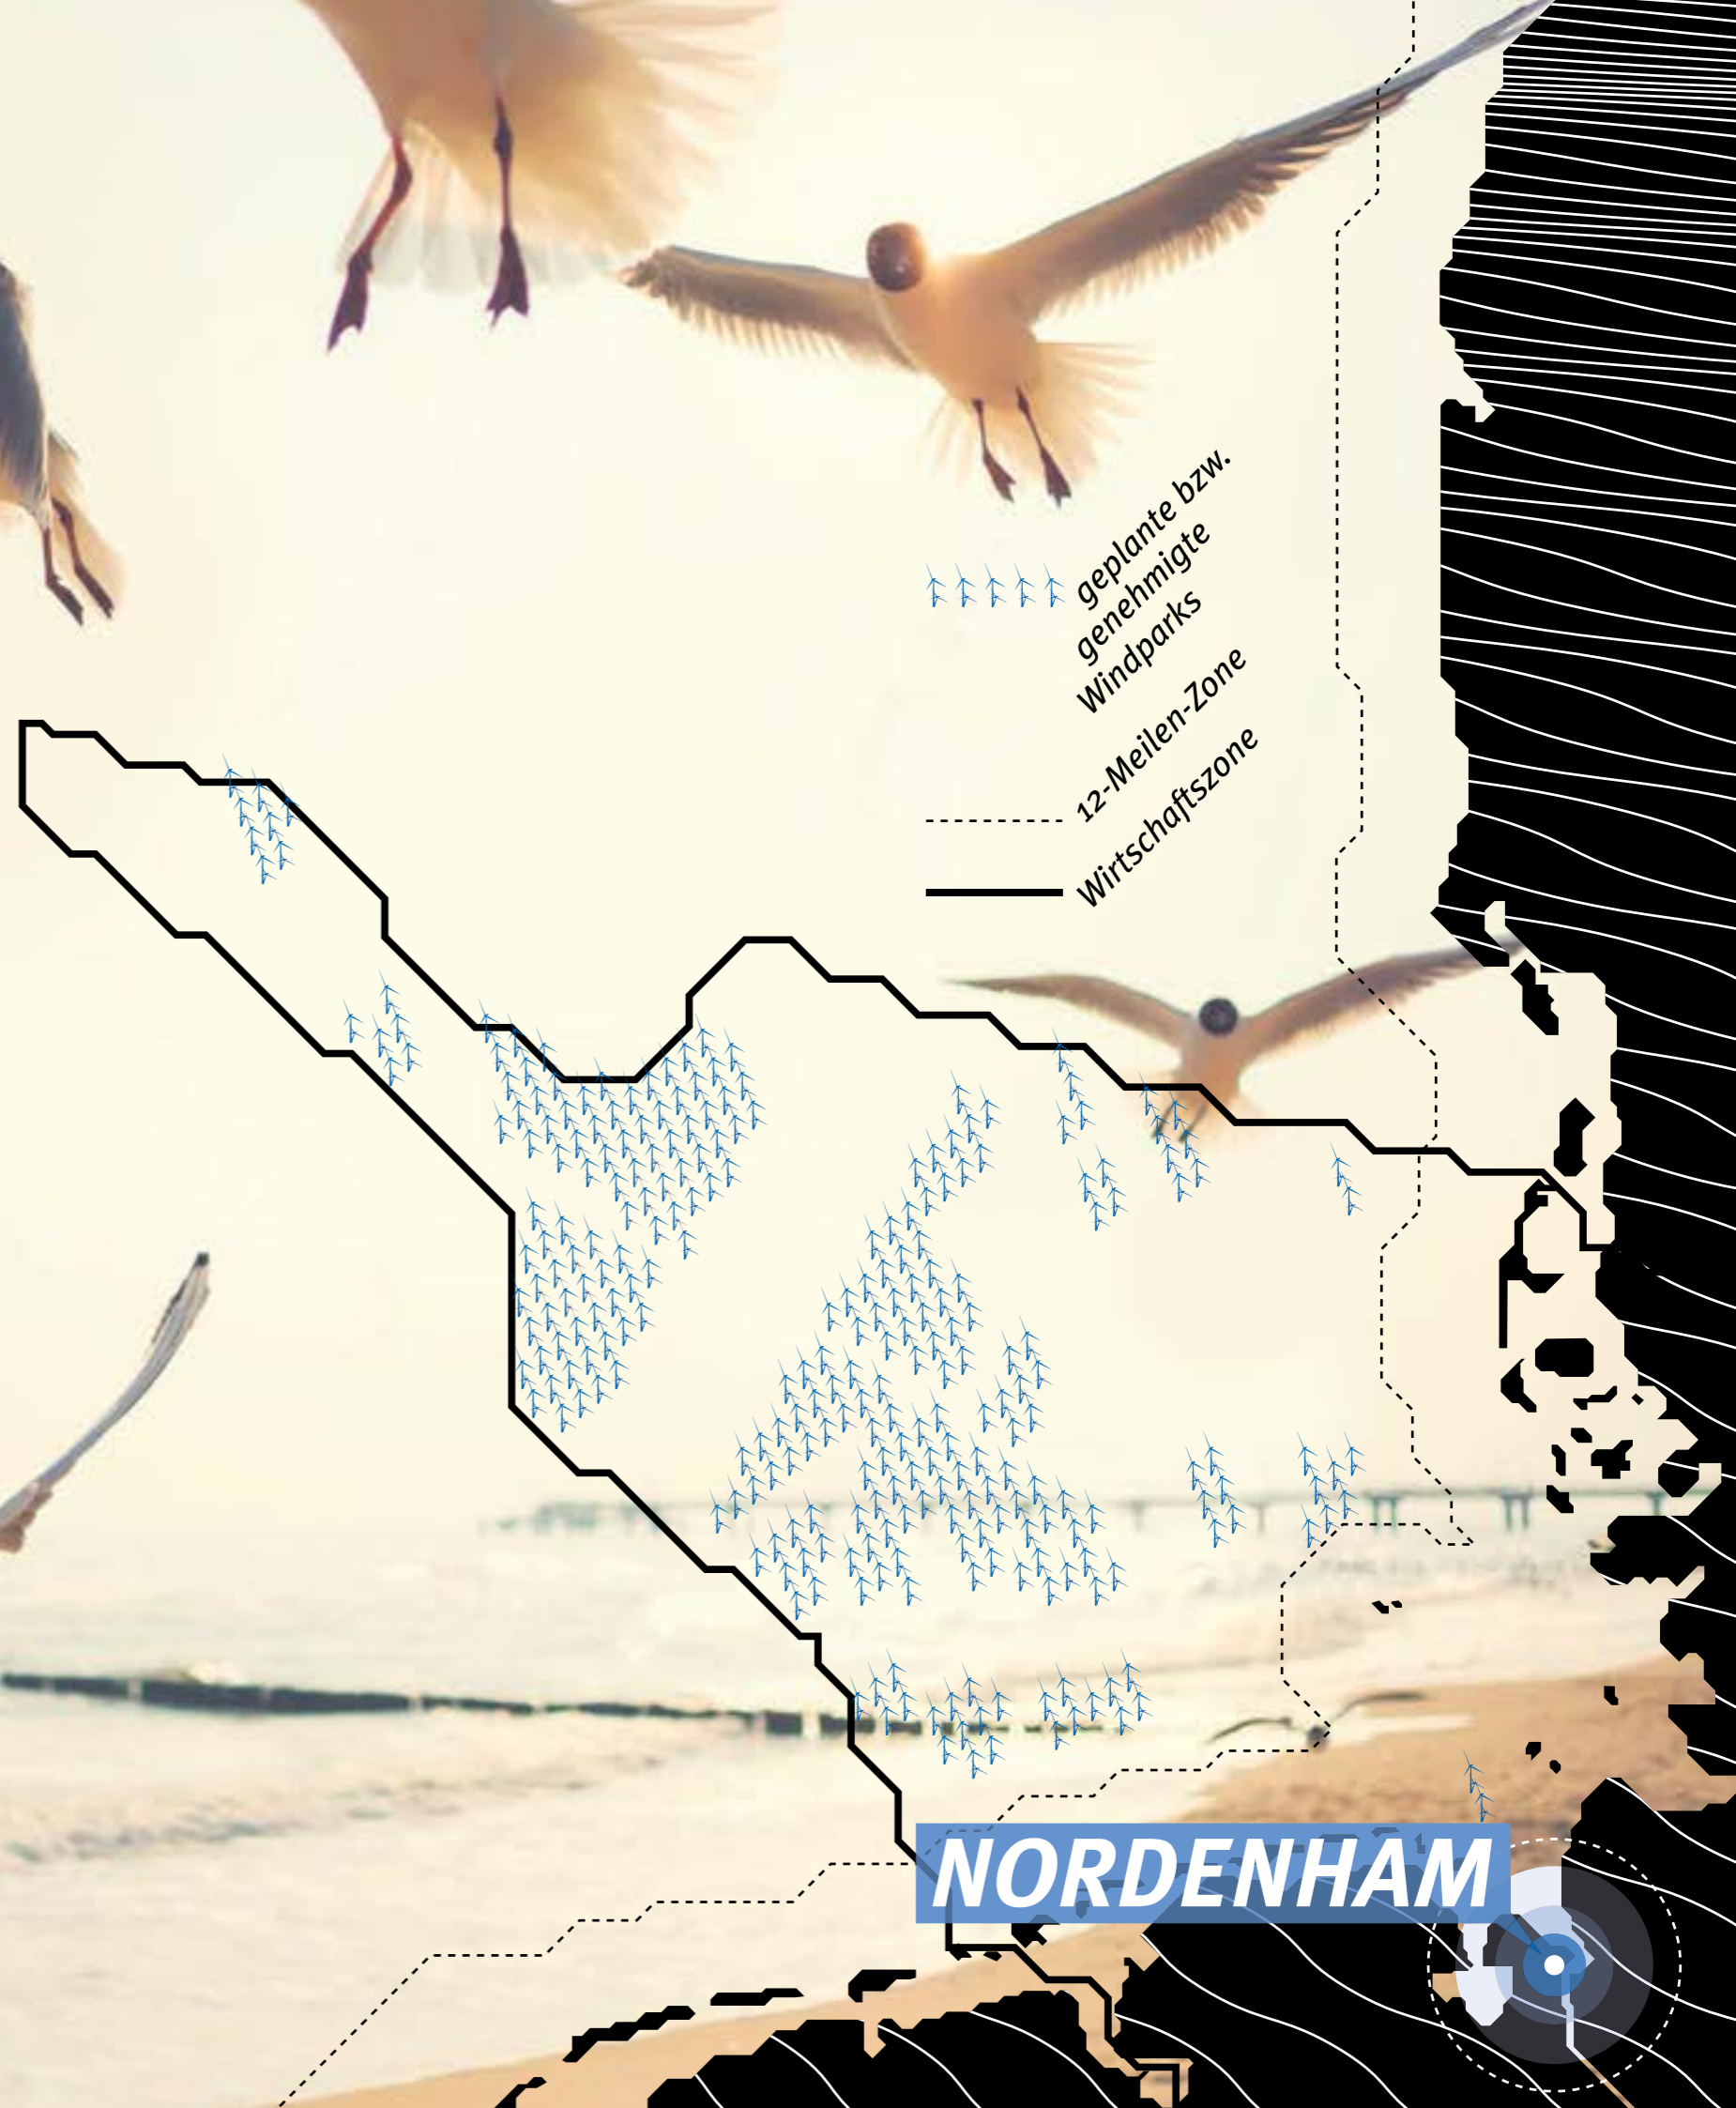 geplante bzw.
genehmigte
Windparks
12-Meilen-Zone
Wirtschaftszone
NORDENHAM